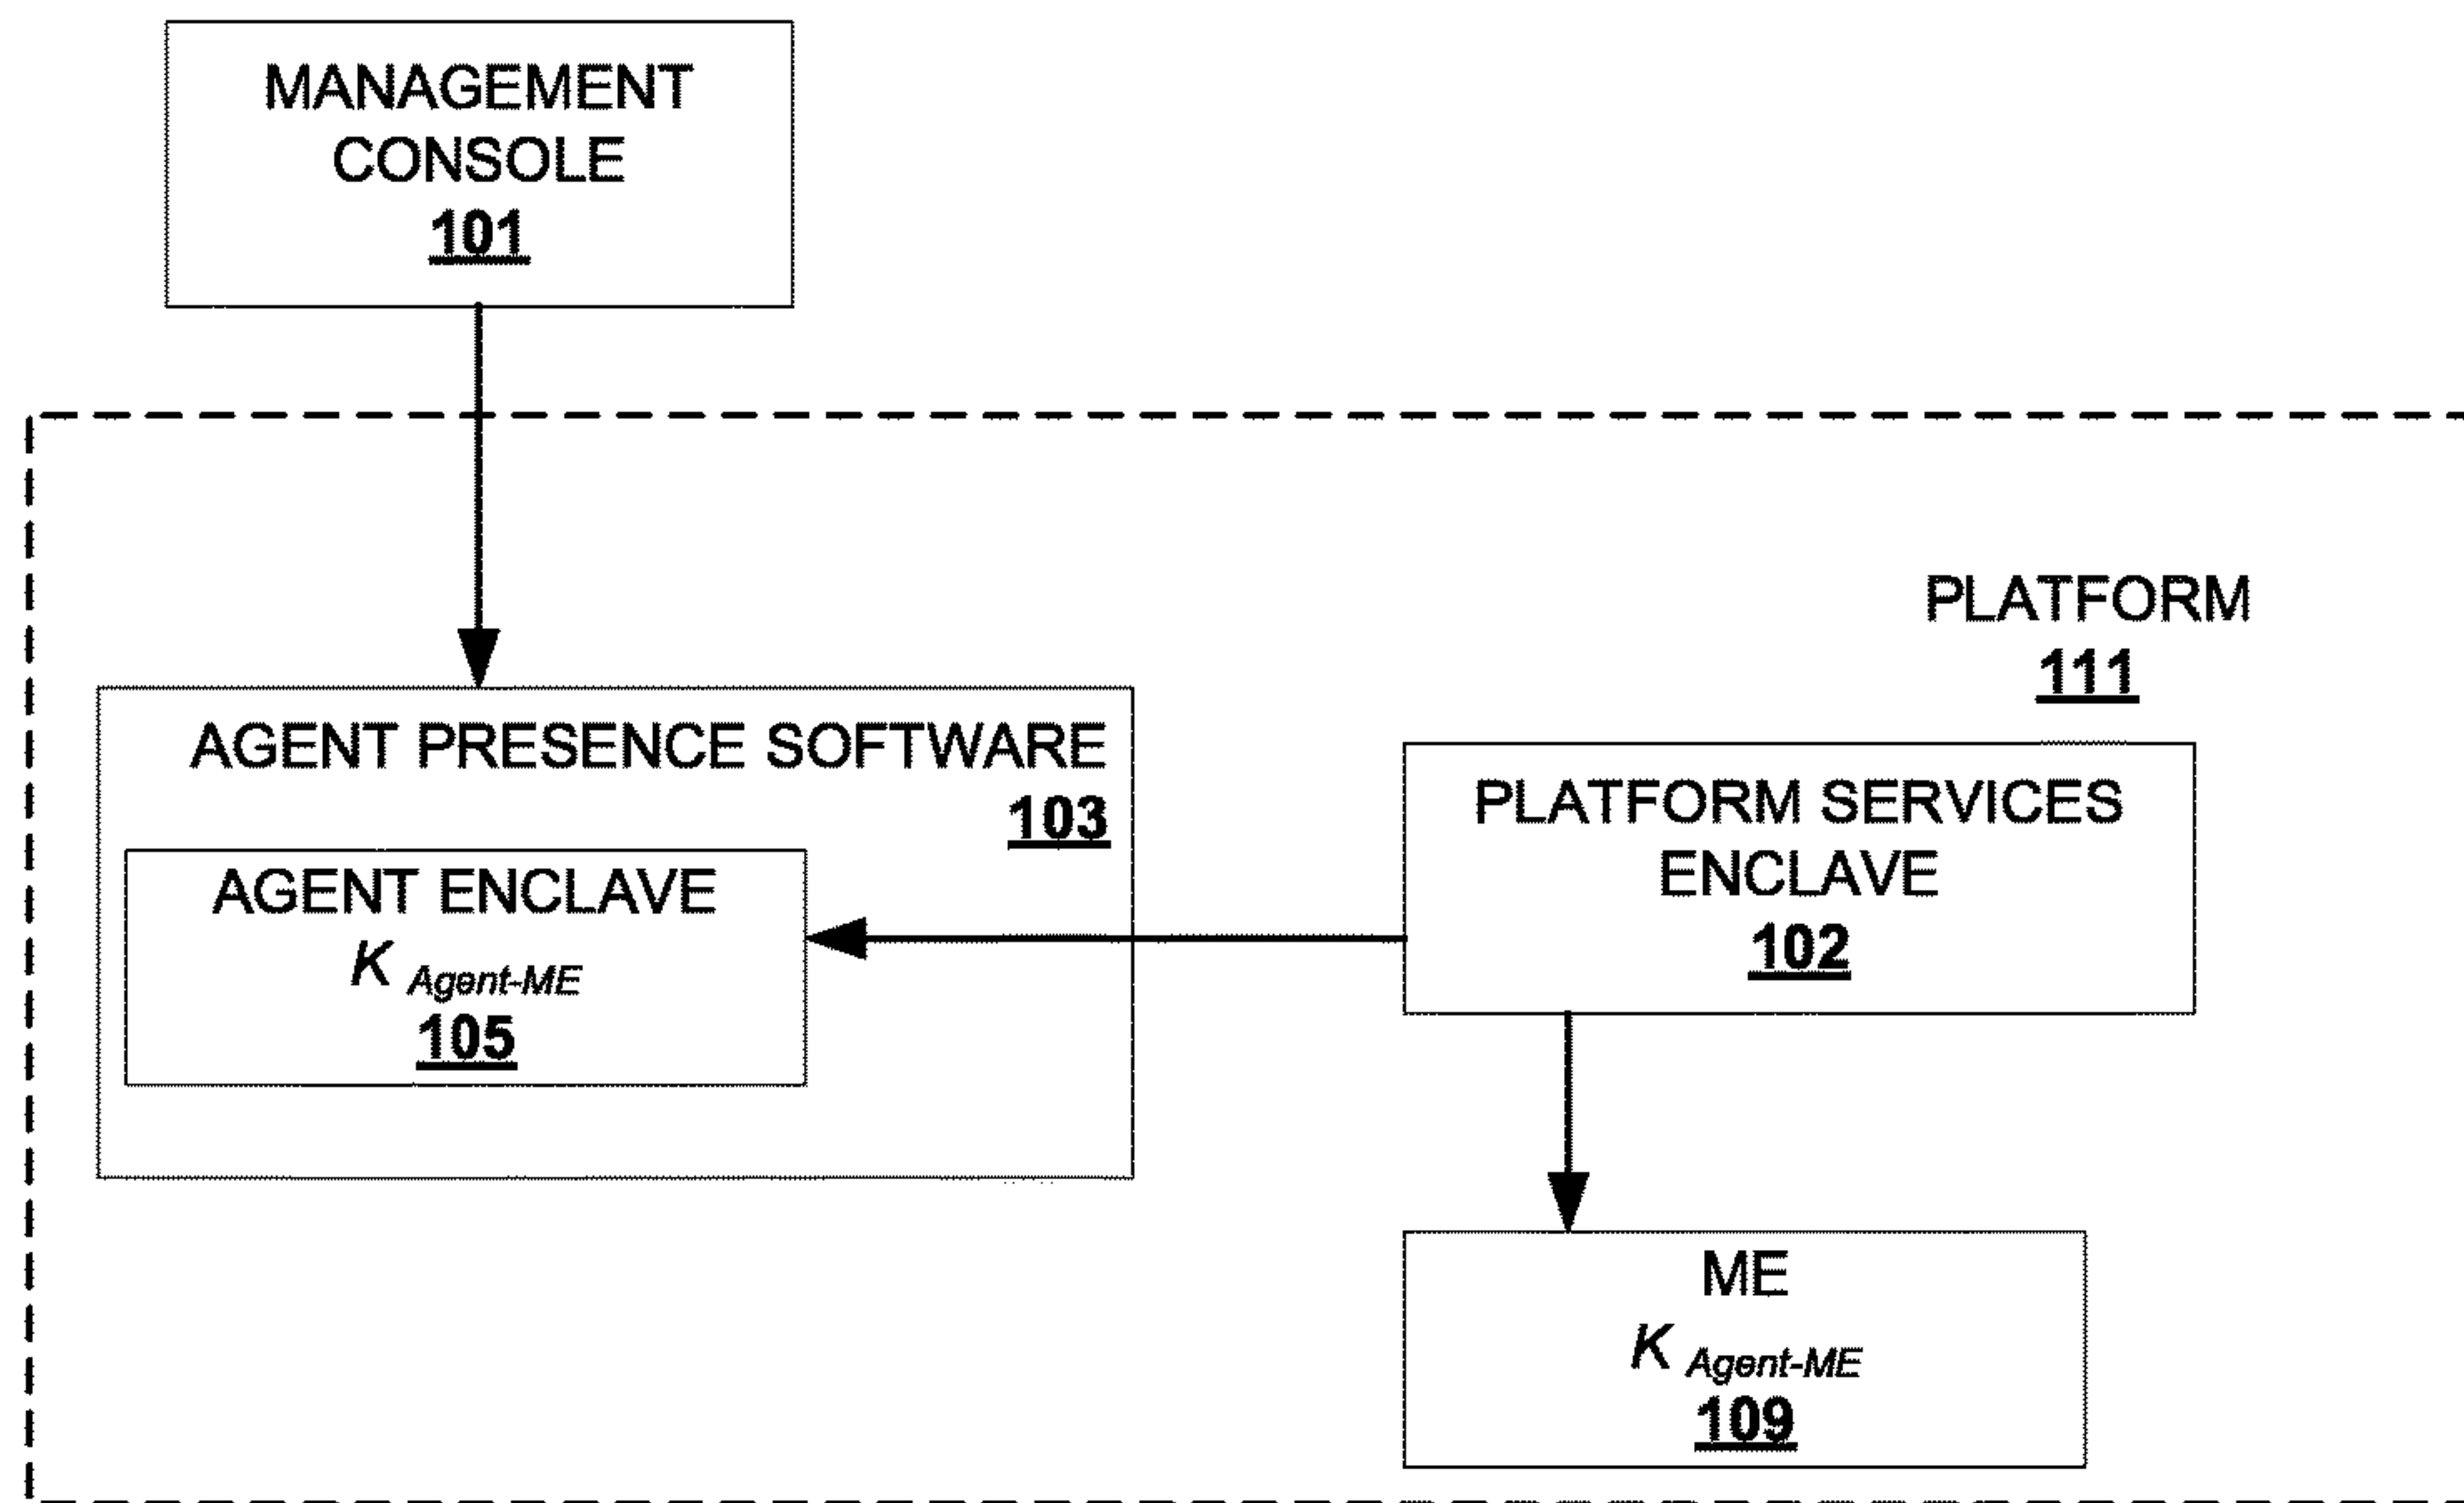 MANAGEMENT
CONSOLE
101
PLATFORM
111
AGENT PRESENCE SOFTWARE
103
AGENT ENCLAVE
K Agent-ME
105
PLATFORM SERVICES
ENCLAVE
102
ME
K Agent-ME
109